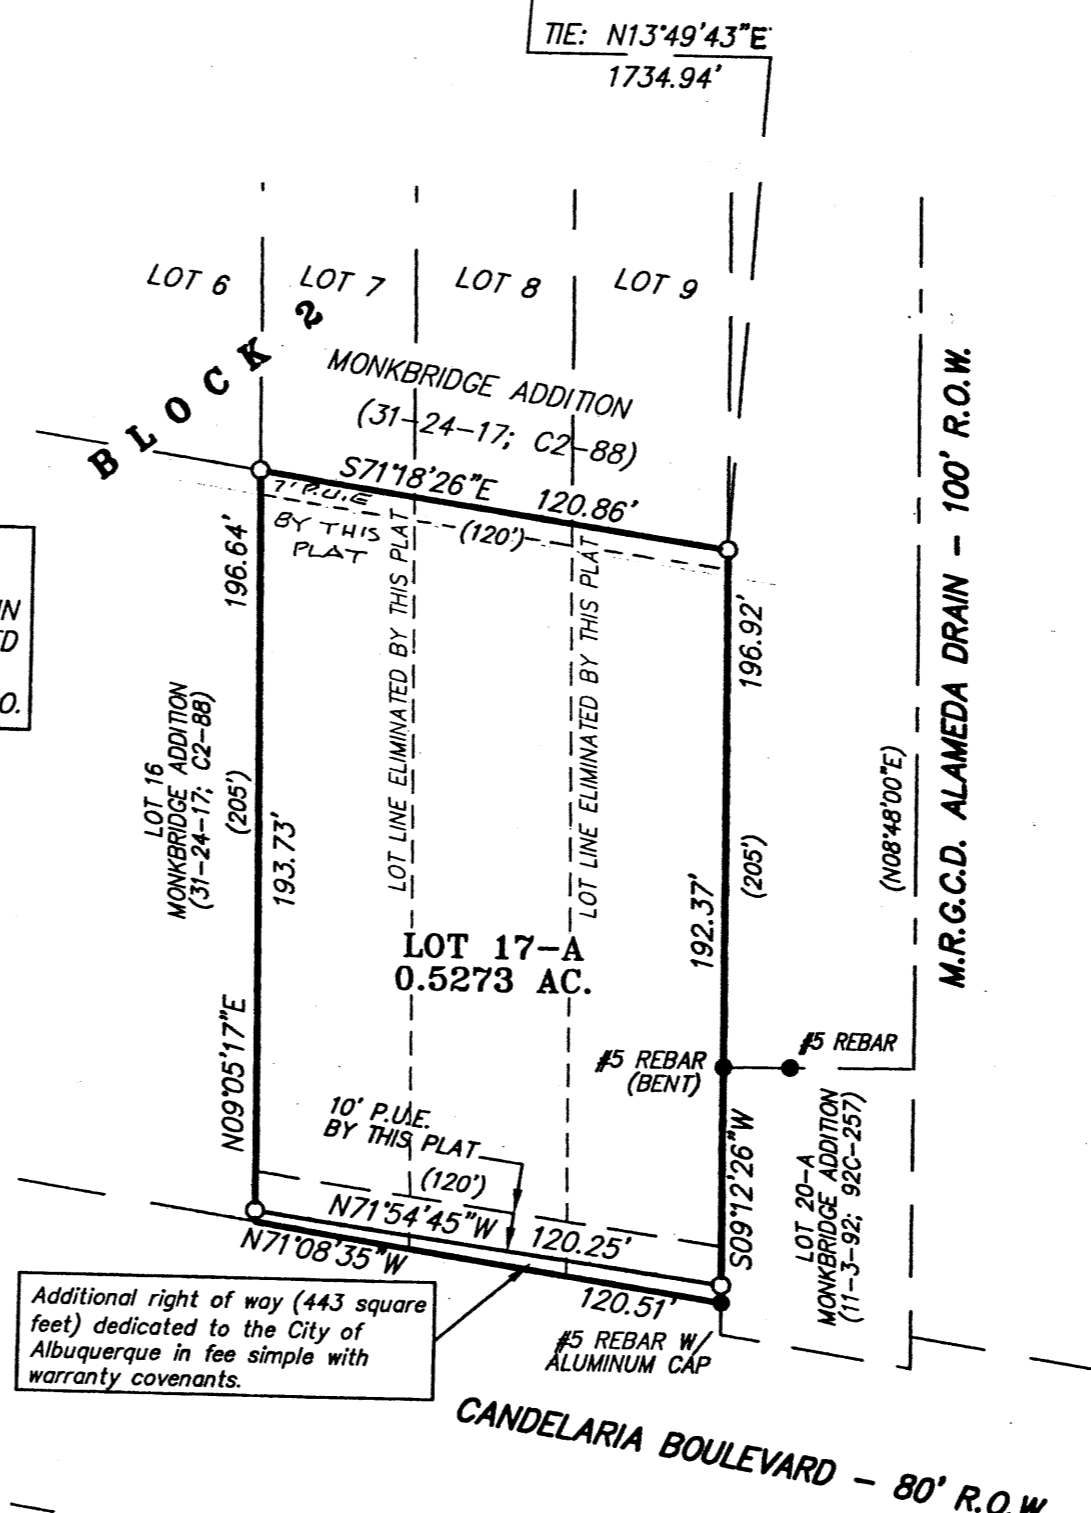 TIE: N13°49'43"E
1734.94'
LOT 6
LOT 7
LOT 8
LOT 9
BLOCK 2
MONKBRIDGE ADDITION
(31-24-17; C2-88)
S71°18'26"E 120.86'
7' P.U.E
BY THIS
PLAT
(120')
196.64'
196.92'
IN
O.
LOT LINE ELIMINATED BY THIS PLAT
LOT LINE ELIMINATED BY THIS PLAT
LOT 16
MONKBRIDGE ADDITION
(31-24-17; C2-88)
(205')
193.73'
192.37'
(205')
(N08°48'00"E)
M.R.G.C.D. ALAMEDA DRAIN - 100' R.O.W.
LOT 17-A
0.5273 AC.
N09°05'17"E
#5 REBAR
(BENT)
#5 REBAR
10' P.U.E.
BY THIS PLAT
(120')
N71°54'45"W 120.25'
N71°08'35"W 120.51'
S09°12'26"W
LOT 20-A
MONKBRIDGE ADDITION
(11-3-92; 92C-257)
Additional right of way (443 square
feet) dedicated to the City of
Albuquerque in fee simple with
warranty covenants.
#5 REBAR W/
ALUMINUM CAP
CANDELARIA BOULEVARD - 80' R.O.W